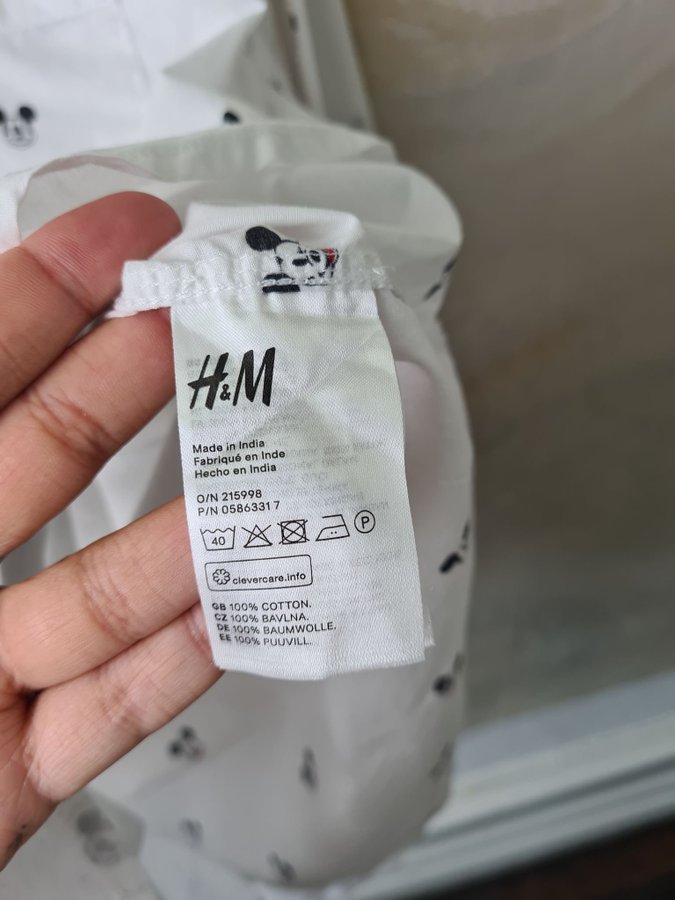 H&M
Made in India
Fabriqué en Inde
Hecho en India
O/N 215998
P/N 05863317
40
P
clevercare.info
GB 100% COTTON.
CZ 100% BAVLNA.
DE 100% BAUMWOLLE.
EE 100% PUUVILL.